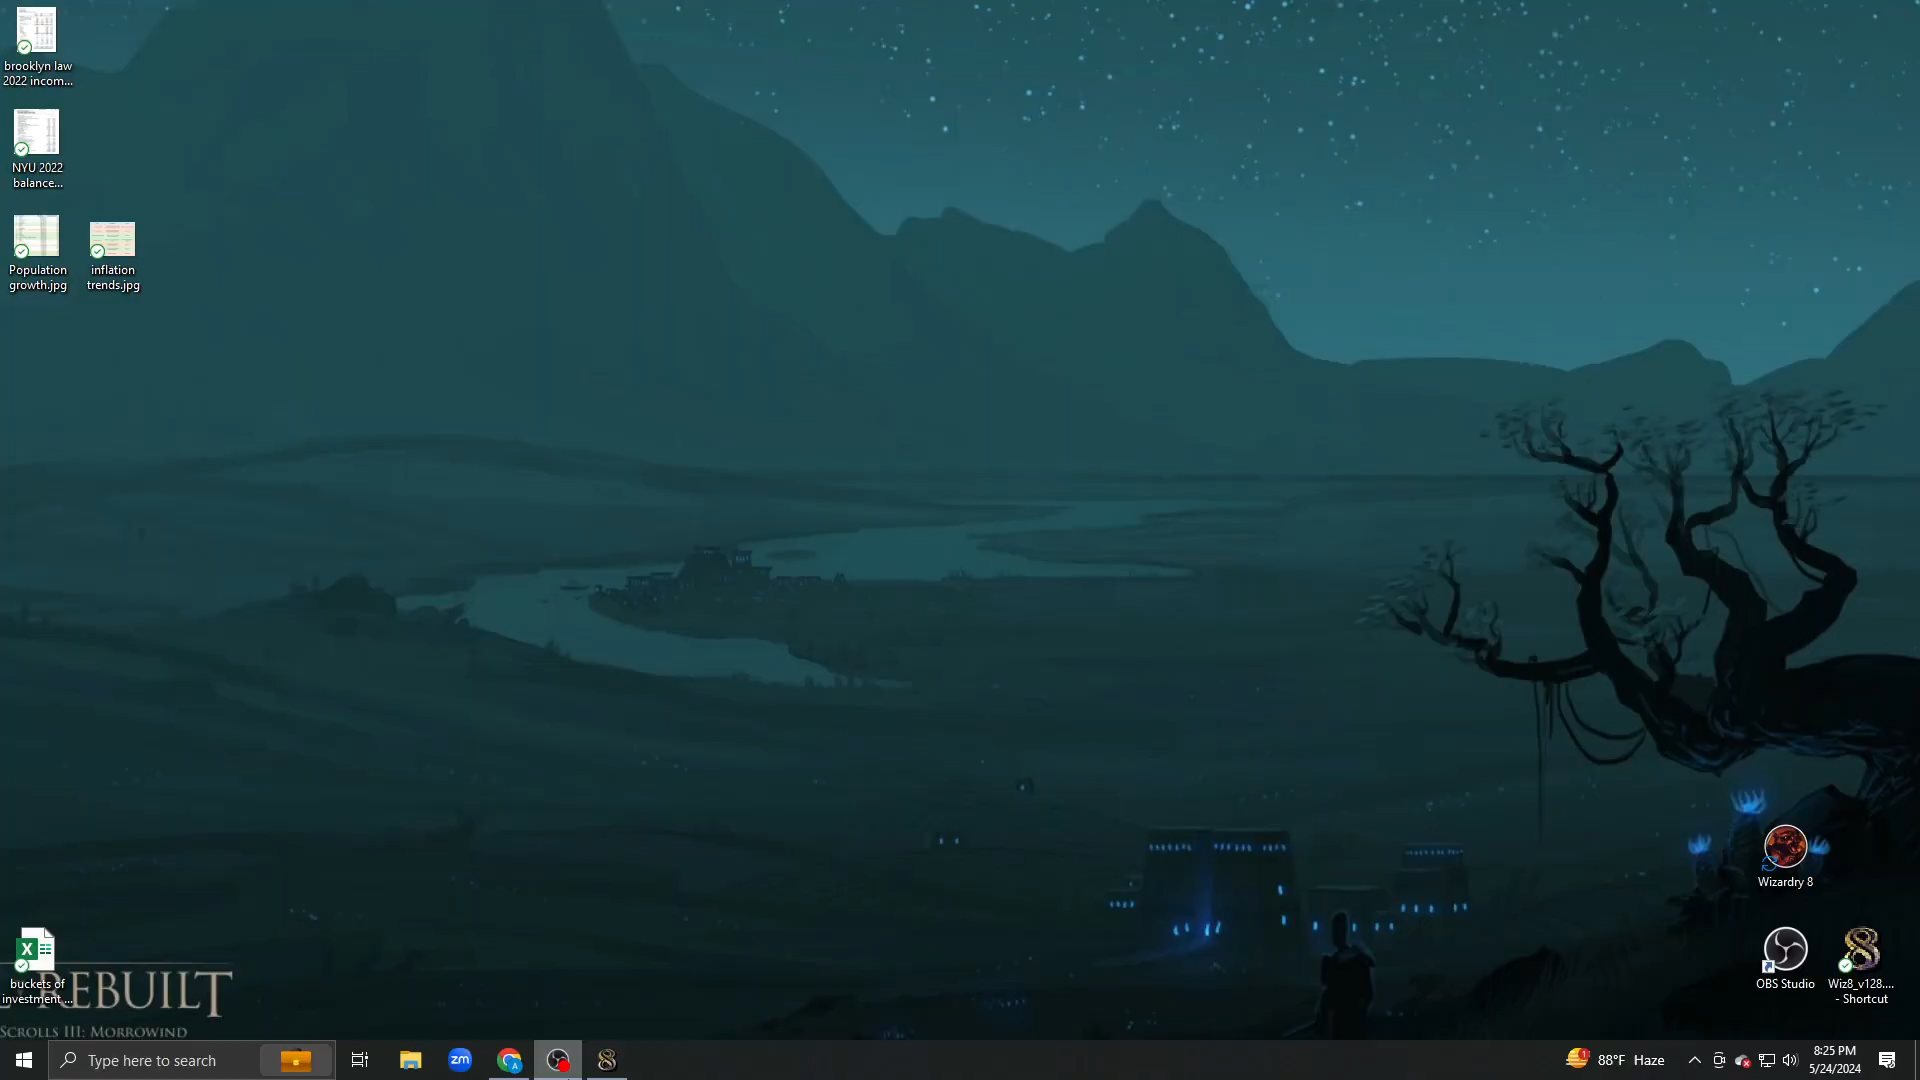 brooklyn law
2022 incom...
NYU 2022
balance...
Population
growth.jpg
inflation
trends.jpg
buckets of
investment ...
REBUILT
SCROLLS III: MORROWIND
Wizardry 8
OBS Studio
Wiz8_v128....
- Shortcut
Type here to search
zm
A
1
88°F Haze
8:25 PM
5/24/2024